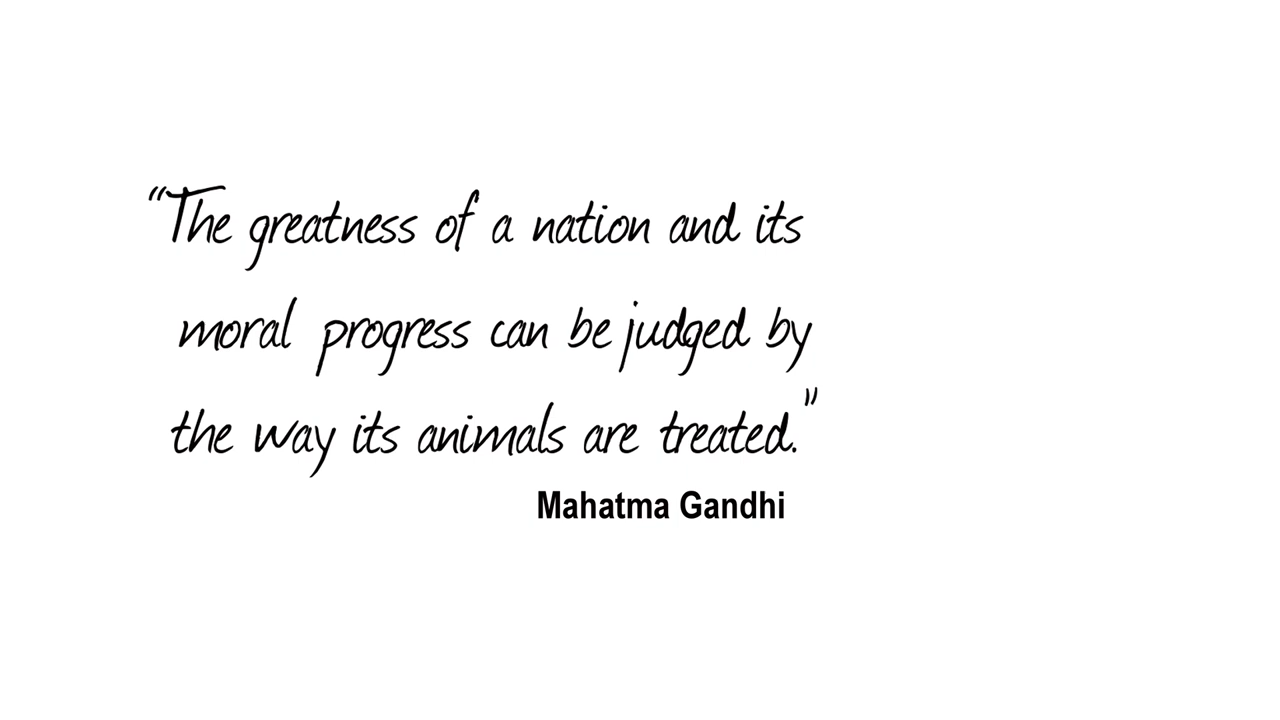 “The greatness of a nation and its
moral progress can be judged by
the way its animals are treated.”
Mahatma Gandhi